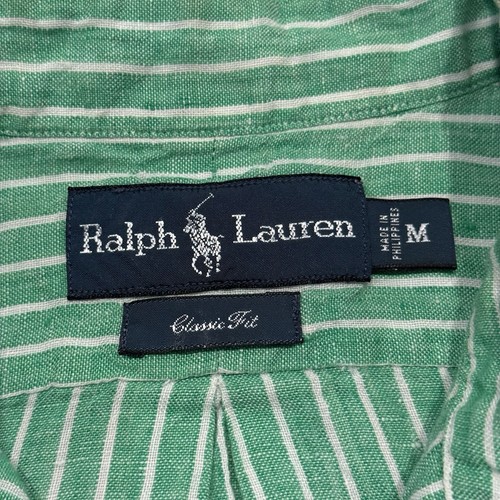 Ralph Lauren
MADE IN
PHILIPPINES
M
Classic Fit